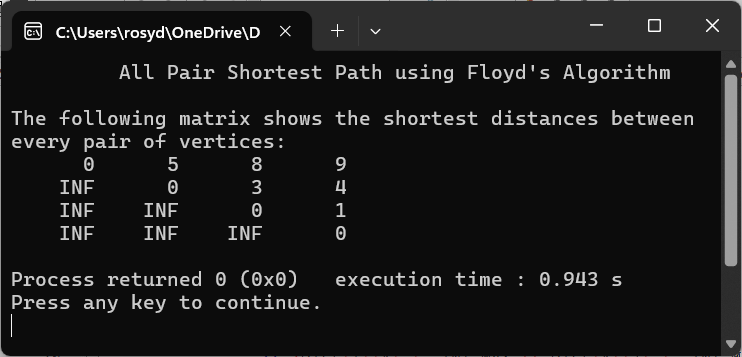 C:\Users\rosyd\OneDrive\D
All Pair Shortest Path using Floyd's Algorithm
The following matrix shows the shortest distances between
every pair of vertices:
0 5 8 9
INF 0 3 4
INF INF 0 1
INF INF INF 0
Process returned 0 (0x0) execution time : 0.943 s
Press any key to continue.